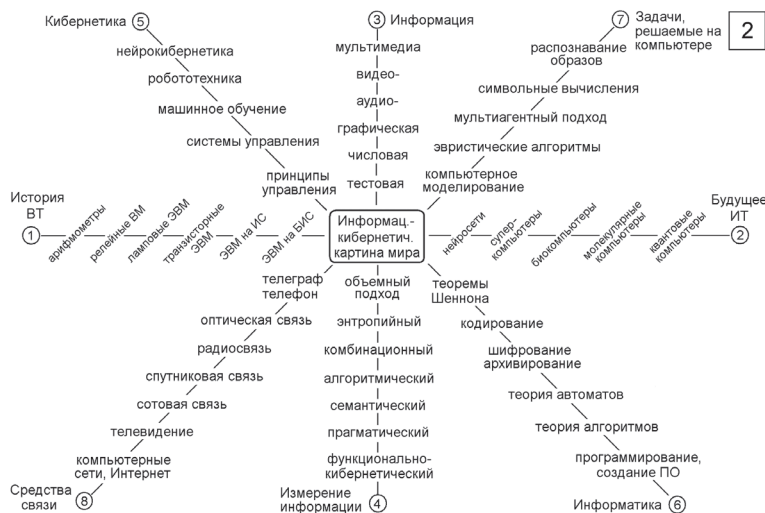 Кибернетика 5
нейрокибернетика
робототехника
машинное обучение
системы управления
принципы
управления
3 Информация
мультимедиа
видео-
аудио-
графическая
числовая
тестовая
7 Задачи,
решаемые на
компьютере
распознавание
образов
символьные вычисления
мультиагентный подход
эвристические алгоритмы
компьютерное
моделирование
2
История
ВТ
1
арифмометры
релейные ВМ
ламповые ЭВМ
транзисторные
ЭВМ
ЭВМ на ИС
ЭВМ на БИС
Информац.-
кибернетич.
картина мира
нейросети
супер-
компьютеры
биокомпьютеры
молекулярные
компьютеры
квантовые
компьютеры
Будущее
ИТ
2
телеграф
телефон
оптическая связь
радиосвязь
спутниковая связь
сотовая связь
телевидение
компьютерные
сети, Интернет
Средства
связи 8
объемный
подход
энтропийный
комбинационный
алгоритмический
семантический
прагматический
функционально-
кибернетический
Измерение
информации 4
теоремы
Шеннона
кодирование
шифрование
архивирование
теория автоматов
теория алгоритмов
программирование,
создание ПО
Информатика 6